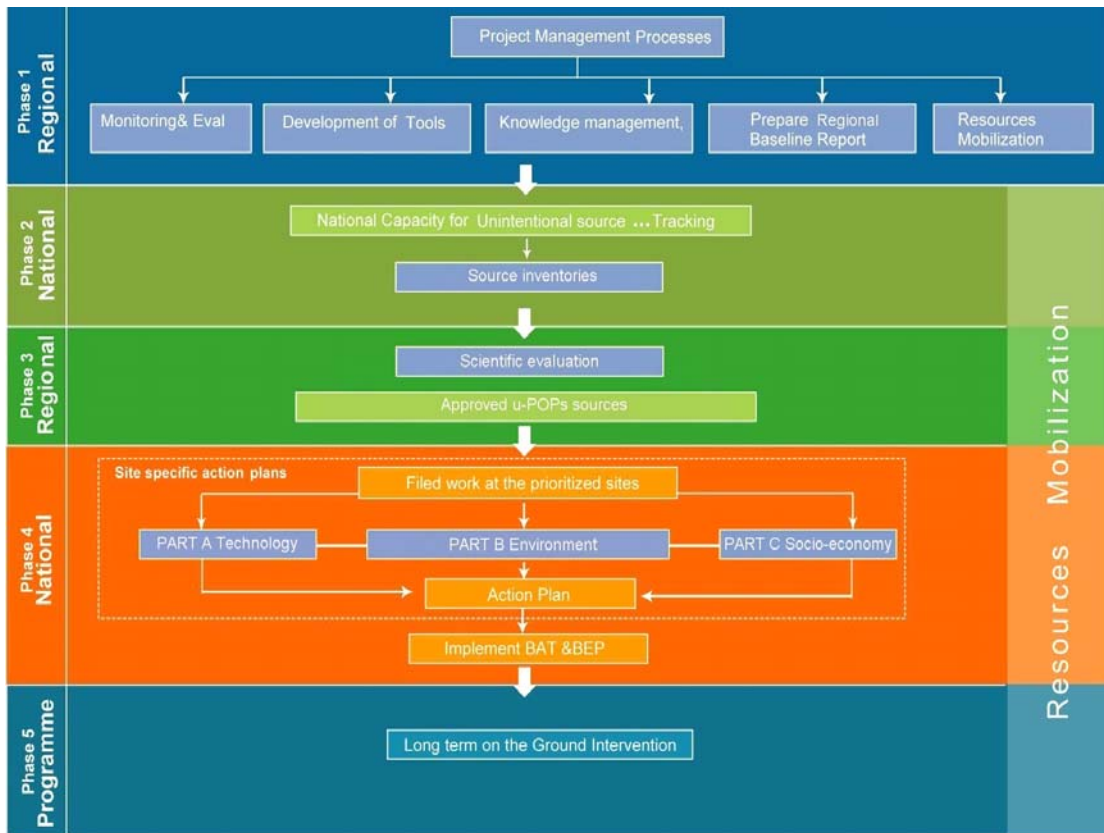 Phase 1
Regional
Project Management Processes
Monitoring& Eval
Development of Tools
Knowledge management,
Prepare Regional
Baseline Report
Resources
Mobilization
Phase 2
National
National Capacity for Unintentional source ...Tracking
Source inventories
Phase 3
Regional
Scientific evaluation
Approved u-POPs sources
Phase 4
National
Site specific action plans
Filed work at the prioritized sites
PART A Technology
PART B Environment
PART C Socio-economy
Action Plan
Implement BAT &BEP
Phase 5
Programme
Long term on the Ground Intervention
Resources Mobilization